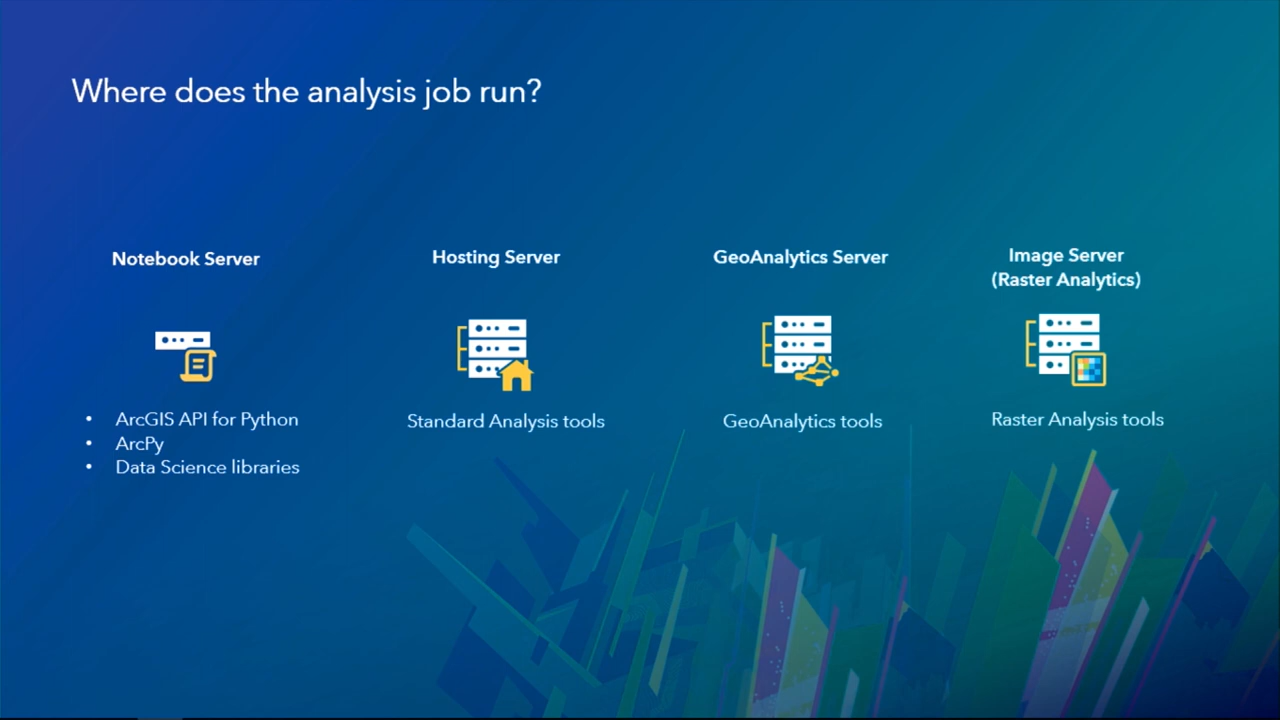 Where does the analysis job run?
Notebook Server
• ArcGIS API for Python
• ArcPy
• Data Science libraries
Hosting Server
Standard Analysis tools
GeoAnalytics Server
GeoAnalytics tools
Image Server
(Raster Analytics)
Raster Analysis tools